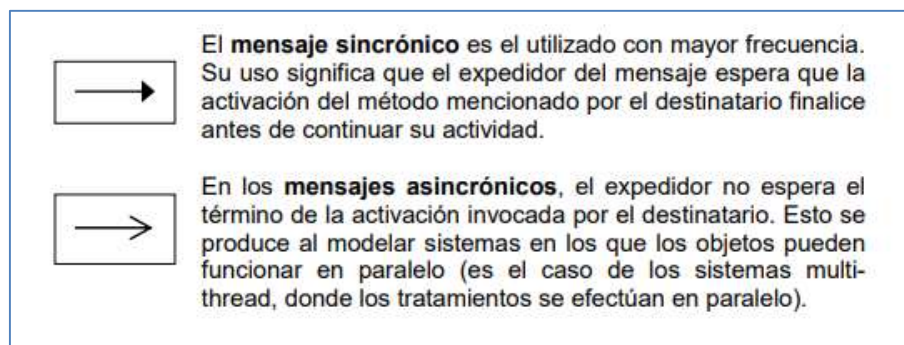 El mensaje sincrónico es el utilizado con mayor frecuencia.
Su uso significa que el expedidor del mensaje espera que la
activación del método mencionado por el destinatario finalice
antes de continuar su actividad.
En los mensajes asincrónicos, el expedidor no espera el
término de la activación invocada por el destinatario. Esto se
produce al modelar sistemas en los que los objetos pueden
funcionar en paralelo (es el caso de los sistemas multi-
thread, donde los tratamientos se efectúan en paralelo).